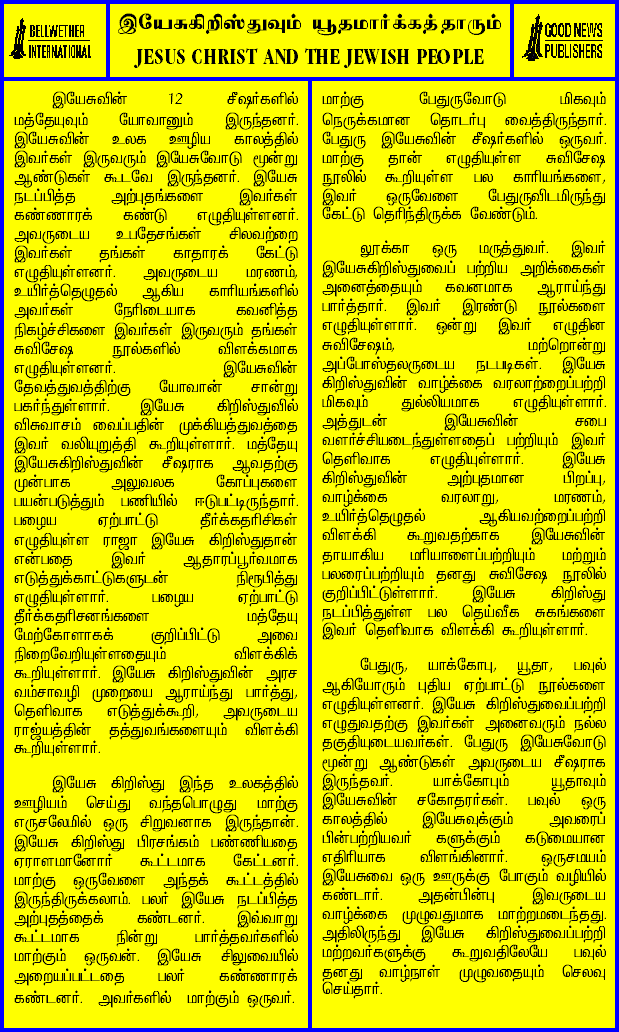 BELLWETHER
INTERNATIONAL
இயேசுகிறிஸ்துவும் யூதமார்க்கத்தாரும்
JESUS CHRIST AND THE JEWISH PEOPLE
GOOD NEWS
PUBLISHERS
இயேசுவின் 12 சீஷர்களில்
மத்தேயுவும் யோவானும் இருந்தனர்.
இயேசுவின் உலக ஊழிய காலத்தில்
இவர்கள் இருவரும் இயேசுவோடு மூன்று
ஆண்டுகள் கூடவே இருந்தனர். இயேசு
நடப்பித்த அற்புதங்களை இவர்கள்
கண்ணாரக் கண்டு எழுதியுள்ளனர்.
அவருடைய உபதேசங்கள் சிலவற்றை
இவர்கள் தங்கள் காதாரக் கேட்டு
எழுதியுள்ளனர். அவருடைய மரணம்,
உயிர்த்தெழுதல் ஆகிய காரியங்களில்
அவர்கள் நேரிடையாக கவனித்த
நிகழ்ச்சிகளை இவர்கள் இருவரும் தங்கள்
சுவிசேஷ நூல்களில் விளக்கமாக
எழுதியுள்ளனர். இயேசுவின்
தேவத்துவத்திற்கு யோவான் சான்று
பகர்ந்துள்ளார். இயேசு கிறிஸ்துவில்
விசுவாசம் வைப்பதின் முக்கியத்துவத்தை
இவர் வலியுறுத்தி கூறியுள்ளார். மத்தேயு
இயேசுகிறிஸ்துவின் சீஷராக ஆவதற்கு
முன்பாக அலுவலக கோப்புகளை
பயன்படுத்தும் பணியில் ஈடுபட்டிருந்தார்.
பழைய ஏற்பாட்டு தீர்க்கதரிசிகள்
எழுதியுள்ள ராஜா இயேசு கிறிஸ்துதான்
என்பதை இவர் ஆதாரப்பூர்வமாக
எடுத்துக்காட்டுகளுடன் நிரூபித்து
எழுதியுள்ளார். பழைய ஏற்பாட்டு
தீர்க்கதரிசனங்களை மத்தேயு
மேற்கோளாகக் குறிப்பிட்டு அவை
நிறைவேறியுள்ளதையும் விளக்கிக்
கூறியுள்ளார். இயேசு கிறிஸ்துவின் அரச
வம்சாவழி முறையை ஆராய்ந்து பார்த்து,
தெளிவாக எடுத்துக்கூறி, அவருடைய
ராஜ்யத்தின் தத்துவங்களையும் விளக்கி
கூறியுள்ளார்.
இயேசு கிறிஸ்து இந்த உலகத்தில்
ஊழியம் செய்து வந்தபொழுது மாற்கு
எருசலேமில் ஒரு சிறுவனாக இருந்தான்.
இயேசு கிறிஸ்து பிரசங்கம் பண்ணியதை
ஏராளமானோர் கூட்டமாக கேட்டனர்.
மாற்கு ஒருவேளை அந்தக் கூட்டத்தில்
இருந்திருக்கலாம். பலர் இயேசு நடப்பித்த
அற்புதத்தைக் கண்டனர். இவ்வாறு
கூட்டமாக நின்று பார்த்தவர்களில்
மாற்கும் ஒருவன். இயேசு சிலுவையில்
அறையப்பட்டதை பலர் கண்ணாரக்
கண்டனர். அவர்களில் மாற்கும் ஒருவர்.
மாற்கு பேதுருவோடு மிகவும்
நெருக்கமான தொடர்பு வைத்திருந்தார்.
பேதுரு இயேசுவின் சீஷர்களில் ஒருவர்.
மாற்கு தான் எழுதியுள்ள சுவிசேஷ
நூலில் கூறியுள்ள பல காரியங்களை,
இவர் ஒருவேளை பேதுருவிடமிருந்து
கேட்டு தெரிந்திருக்க வேண்டும்.
லூக்கா ஒரு மருத்துவர். இவர்
இயேசுகிறிஸ்துவைப் பற்றிய அறிக்கைகள்
அனைத்தையும் கவனமாக ஆராய்ந்து
பார்த்தார். இவர் இரண்டு நூல்களை
எழுதியுள்ளார். ஒன்று இவர் எழுதின
சுவிசேஷம், மற்றொன்று
அப்போஸ்தலருடைய நடபடிகள். இயேசு
கிறிஸ்துவின் வாழ்க்கை வரலாற்றைப்பற்றி
மிகவும் துல்லியமாக எழுதியுள்ளார்.
அத்துடன் இயேசுவின் சபை
வளர்ச்சியடைந்துள்ளதைப் பற்றியும் இவர்
தெளிவாக எழுதியுள்ளார். இயேசு
கிறிஸ்துவின் அற்புதமான பிறப்பு,
வாழ்க்கை வரலாறு, மரணம்,
உயிர்த்தெழுதல் ஆகியவற்றைப்பற்றி
விளக்கி கூறுவதற்காக இயேசுவின்
தாயாகிய மரியாளைப்பற்றியும் மற்றும்
பலரைப்பற்றியும் தனது சுவிசேஷ நூலில்
குறிப்பிட்டுள்ளார். இயேசு கிறிஸ்து
நடப்பித்துள்ள பல தெய்வீக சுகங்களை
இவர் தெளிவாக விளக்கி கூறியுள்ளார்.
பேதுரு, யாக்கோபு, யூதா, பவுல்
ஆகியோரும் புதிய ஏற்பாட்டு நூல்களை
எழுதியுள்ளனர். இயேசு கிறிஸ்துவைப்பற்றி
எழுதுவதற்கு இவர்கள் அனைவரும் நல்ல
தகுதியுடையவர்கள். பேதுரு இயேசுவோடு
மூன்று ஆண்டுகள் அவருடைய சீஷராக
இருந்தவர். யாக்கோபும் யூதாவும்
இயேசுவின் சகோதரர்கள். பவுல் ஒரு
காலத்தில் இயேசுவுக்கும் அவரைப்
பின்பற்றியவர் களுக்கும் கடுமையான
எதிரியாக விளங்கினார். ஒருசமயம்
இயேசுவை ஒரு ஊருக்கு போகும் வழியில்
கண்டார். அதன்பின்பு இவருடைய
வாழ்க்கை முழுவதுமாக மாற்றமடைந்தது.
அதிலிருந்து இயேசு கிறிஸ்துவைப்பற்றி
மற்றவர்களுக்கு கூறுவதிலேயே பவுல்
தனது வாழ்நாள் முழுவதையும் செலவு
செய்தார்.